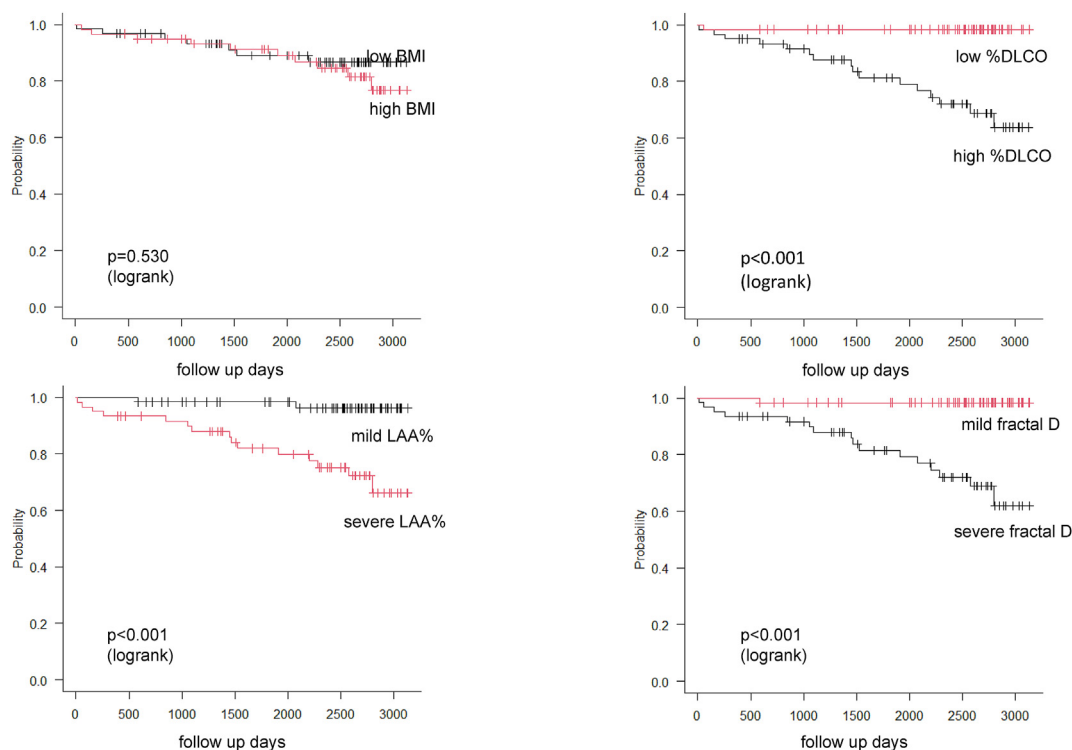 1.0
0.8
0.6
0.4
0.2
0.0
Probability
low BMI
high BMI
p=0.530
(logrank)
0 500 1000 1500 2000 2500 3000
follow up days
1.0
0.8
0.6
0.4
0.2
0.0
Probability
low %DLCO
high %DLCO
p<0.001
(logrank)
0 500 1000 1500 2000 2500 3000
follow up days
1.0
0.8
0.6
0.4
0.2
0.0
Probability
mild LAA%
severe LAA%
p<0.001
(logrank)
0 500 1000 1500 2000 2500 3000
follow up days
1.0
0.8
0.6
0.4
0.2
0.0
Probability
mild fractal D
severe fractal D
p<0.001
(logrank)
0 500 1000 1500 2000 2500 3000
follow up days